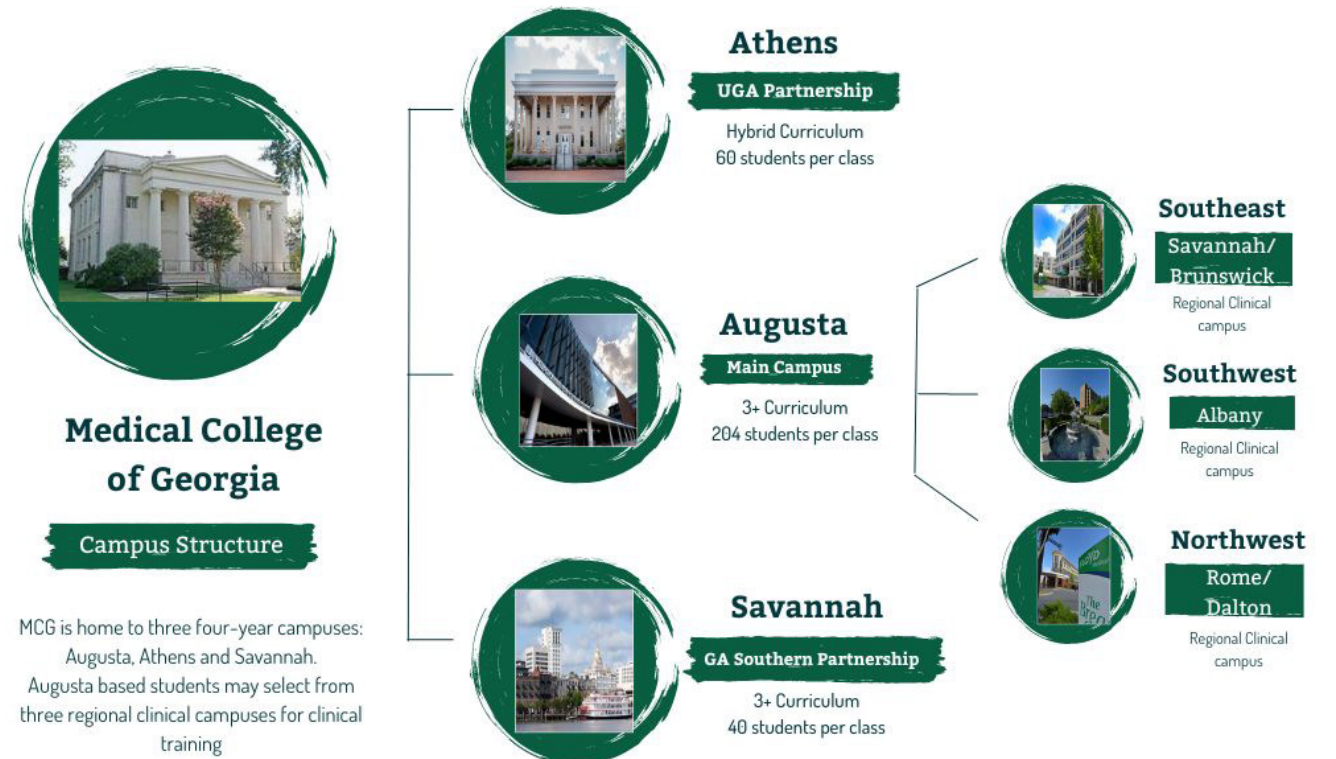 Medical College
of Georgia
Campus Structure
MCG is home to three four-year campuses:
Augusta, Athens and Savannah.
Augusta based students may select from
three regional clinical campuses for clinical
training
Athens
UGA Partnership
Hybrid Curriculum
60 students per class
Augusta
Main Campus
3+ Curriculum
204 students per class
Savannah
GA Southern Partnership
3+ Curriculum
40 students per class
Southeast
Savannah/
Brunswick
Regional Clinical
campus
Southwest
Albany
Regional Clinical
campus
Northwest
Rome/
Dalton
Regional Clinical
campus